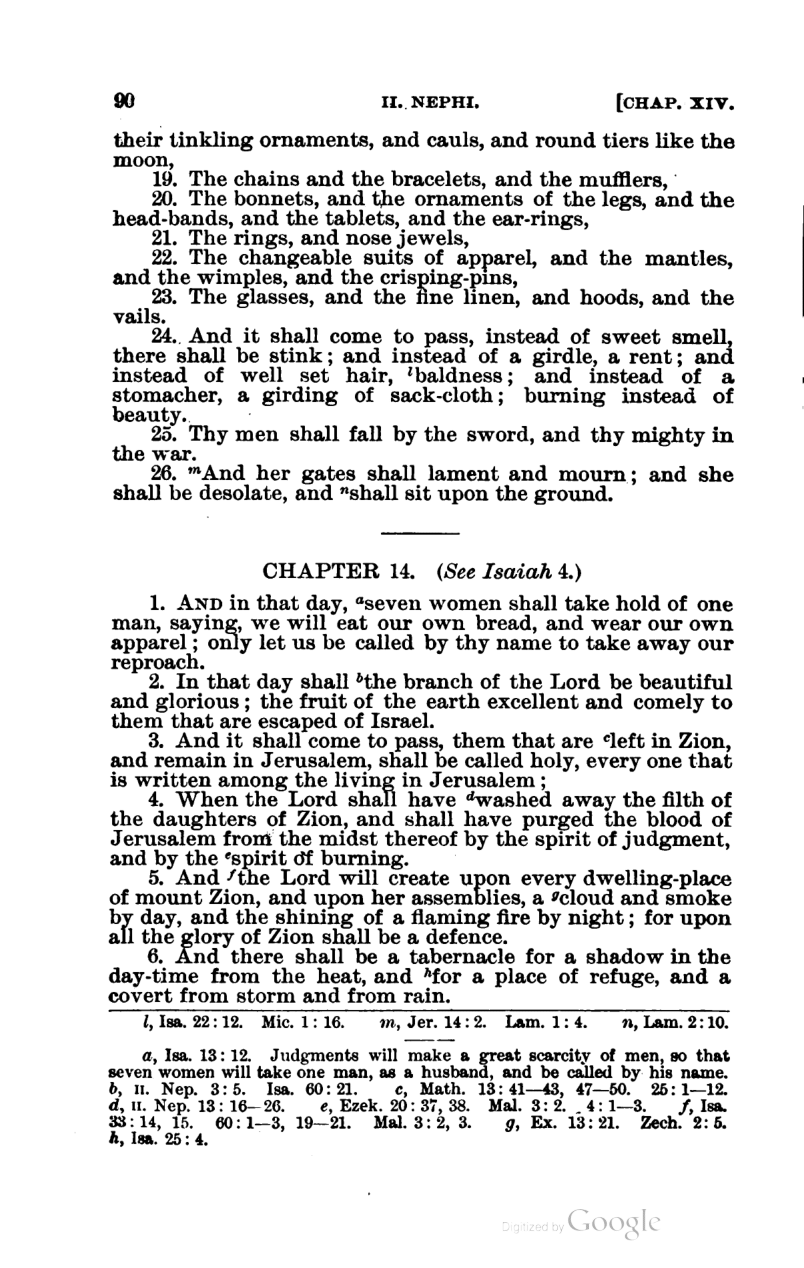 90 II. NEPHI. [CHAP. XIV.
their tinkling ornaments, and cauls, and round tiers like the
moon,
19. The chains and the bracelets, and the mufflers,
20. The bonnets, and the ornaments of the legs, and the
head-bands, and the tablets, and the ear-rings,
21. The rings, and nose jewels,
22. The changeable suits of apparel, and the mantles,
and the wimples, and the crisping-pins,
23. The glasses, and the fine linen, and hoods, and the
vails.
24. And it shall come to pass, instead of sweet smell,
there shall be stink; and instead of a girdle, a rent; and
instead of well set hair, lbaldness; and instead of a
stomacher, a girding of sack-cloth; burning instead of
beauty.
25. Thy men shall fall by the sword, and thy mighty in
the war.
26. mAnd her gates shall lament and mourn; and she
shall be desolate, and nshall sit upon the ground.
CHAPTER 14. (See Isaiah 4.)
1. AND in that day, aseven women shall take hold of one
man, saying, we will eat our own bread, and wear our own
apparel; only let us be called by thy name to take away our
reproach.
2. In that day shall bthe branch of the Lord be beautiful
and glorious; the fruit of the earth excellent and comely to
them that are escaped of Israel.
3. And it shall come to pass, them that are cleft in Zion,
and remain in Jerusalem, shall be called holy, every one that
is written among the living in Jerusalem;
4. When the Lord shall have dwashed away the filth of
the daughters of Zion, and shall have purged the blood of
Jerusalem from the midst thereof by the spirit of judgment,
and by the espirit of burning.
5. And fthe Lord will create upon every dwelling-place
of mount Zion, and upon her assemblies, a gcloud and smoke
by day, and the shining of a flaming fire by night; for upon
all the glory of Zion shall be a defence.
6. And there shall be a tabernacle for a shadow in the
day-time from the heat, and hfor a place of refuge, and a
covert from storm and from rain.
l, Isa. 22:12. Mic. 1:16. m, Jer. 14:2. Lam. 1:4. n, Lam. 2:10.
a, Isa. 13:12. Judgments will make a great scarcity of men, so that
seven women will take one man, as a husband, and be called by his name.
b, II. Nep. 3:5. Isa. 60:21. c, Math. 13:41—43, 47—50. 25:1—12.
d, II. Nep. 13:16—26. e, Ezek. 20:37, 38. Mal. 3:2. 4:1—3. f, Isa.
33:14, 15. 60:1—3, 19—21. Mal. 3:2, 3. g, Ex. 13:21. Zech. 2:5.
h, Isa. 25:4.
Digitized by Google